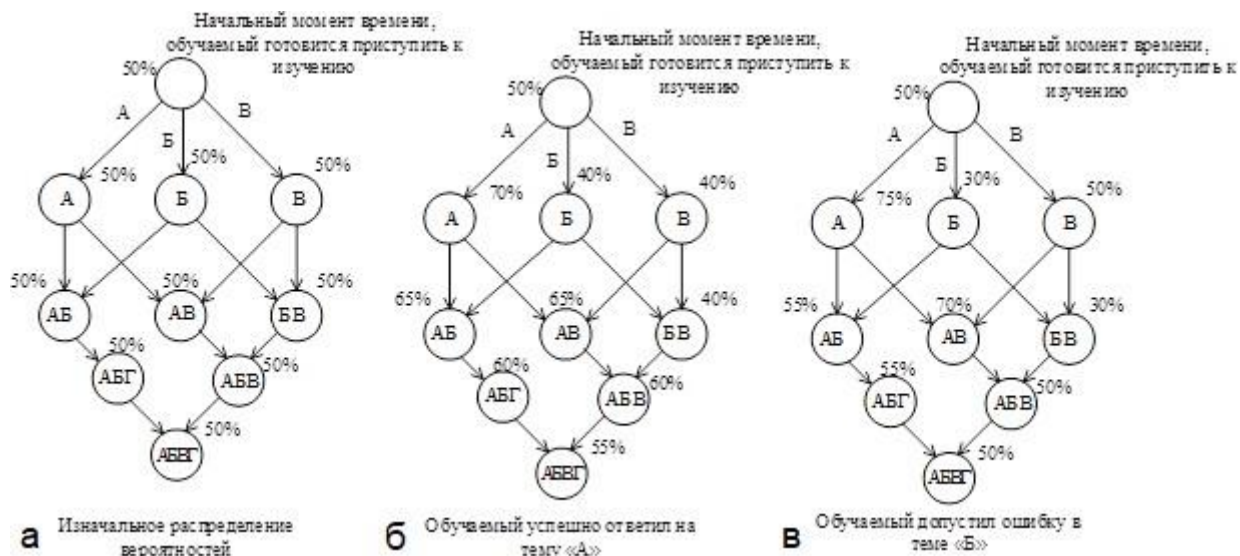 Начальный момент времени,
обучаемый готовится приступить к
изучению
50%
А
Б
В
50%
50%
50%
А
Б
В
50%
50%
50%
АБ
АВ
БВ
50%
50%
АБГ
АБВ
50%
АБВГ
а
Изначальное распределение
вероятностей
Начальный момент времени,
обучаемый готовится приступить к
изучению
50%
А
Б
В
70%
40%
40%
А
Б
В
65%
65%
40%
АБ
АВ
БВ
60%
60%
АБГ
АБВ
55%
АБВГ
б
Обучаемый успешно ответил на
тему «А»
Начальный момент времени,
обучаемый готовится приступить к
изучению
50%
А
Б
В
75%
30%
50%
А
Б
В
55%
70%
30%
АБ
АВ
БВ
55%
50%
АБГ
АБВ
50%
АБВГ
в
Обучаемый допустил ошибку в
теме «Б»